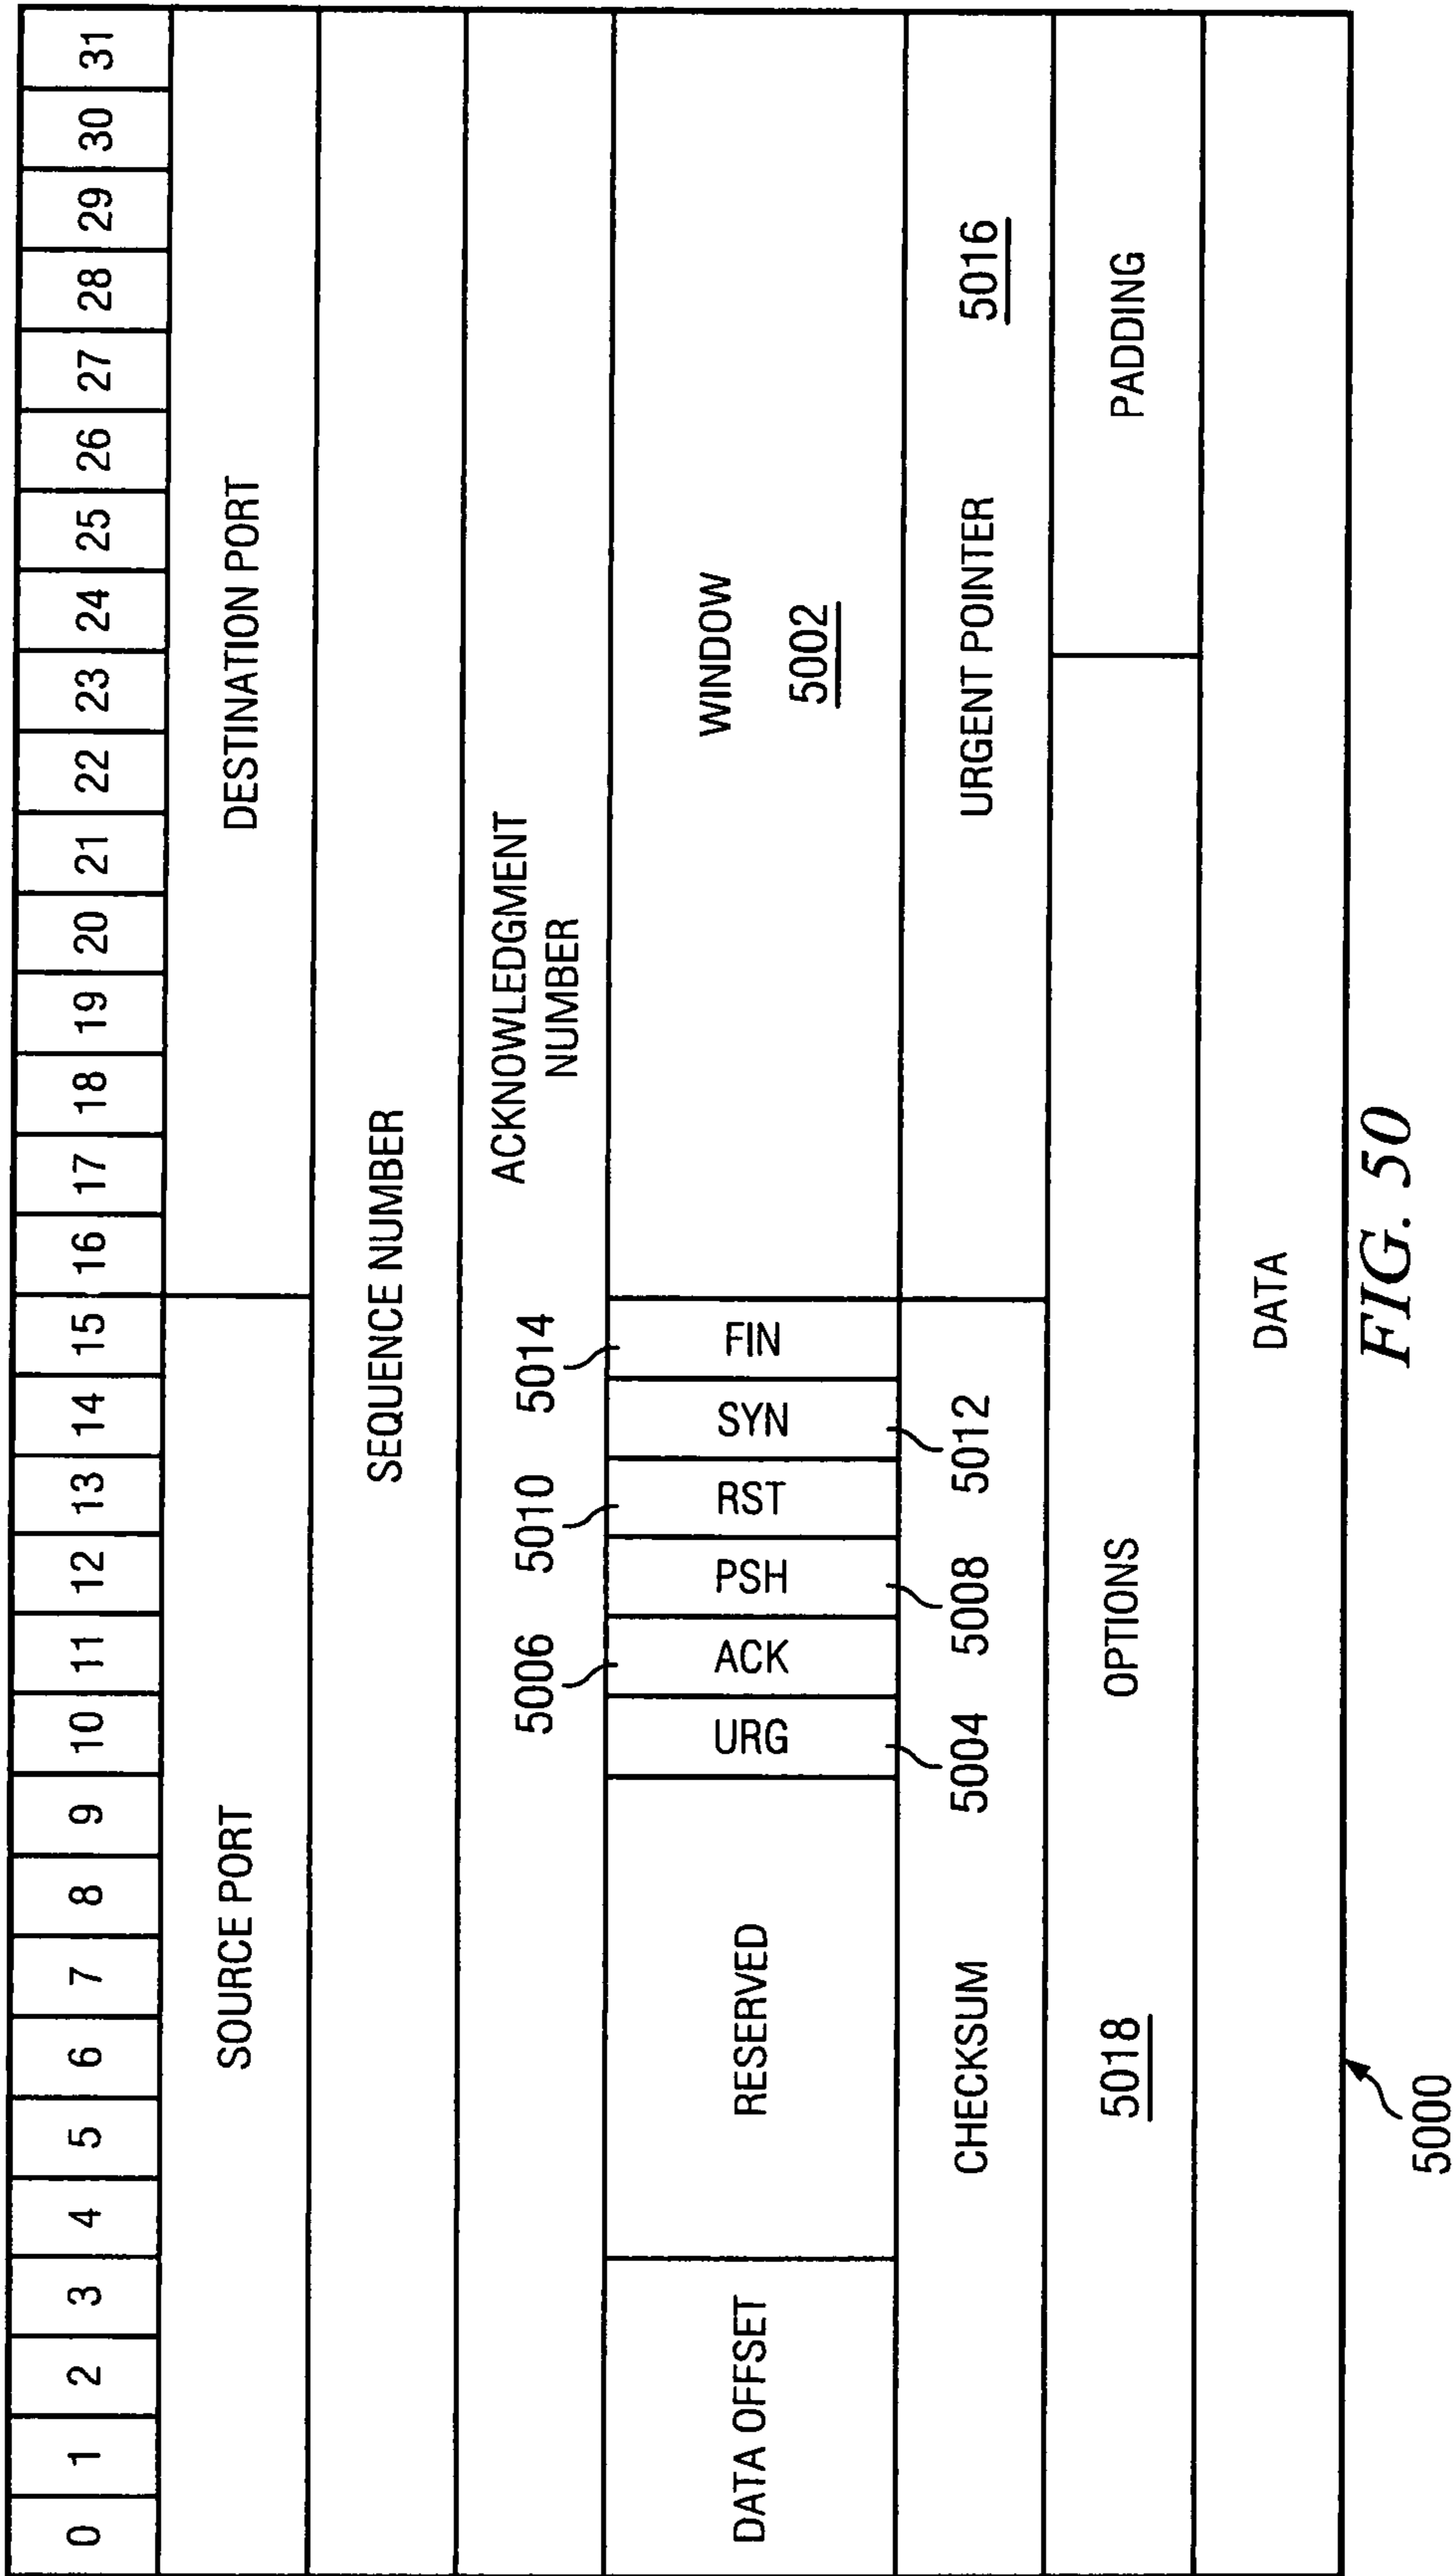 0 1 2 3 4 5 6 7 8 9 10 11 12 13 14 15 16 17 18 19 20 21 22 23 24 25 26 27 28 29 30 31
SOURCE PORT DESTINATION PORT
SEQUENCE NUMBER
ACKNOWLEDGMENT
NUMBER
5006 5010 5014
DATA OFFSET RESERVED URG ACK PSH RST SYN FIN WINDOW
5002
CHECKSUM 5004 5008 5012 URGENT POINTER 5016
5018 OPTIONS PADDING
DATA
5000
FIG. 50